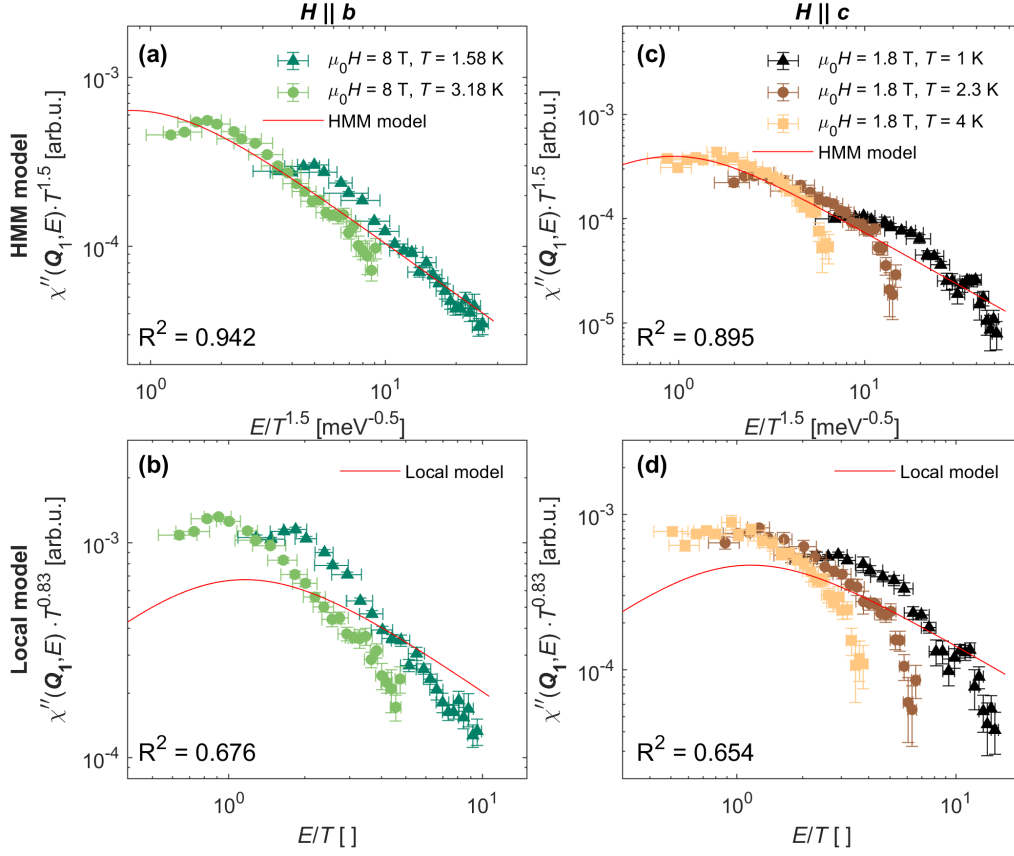 H || b
H || c
HMM model
(a)
μ0H = 8 T, T = 1.58 K
μ0H = 8 T, T = 3.18 K
HMM model
R² = 0.942
χ′′(Q1,E)·T^1.5 [arb.u.]
10^-3
10^-4
10^0
10^1
E/T^1.5 [meV^-0.5]
(c)
μ0H = 1.8 T, T = 1 K
μ0H = 1.8 T, T = 2.3 K
μ0H = 1.8 T, T = 4 K
HMM model
R² = 0.895
χ′′(Q1,E)· T^1.5 [arb.u.]
10^-3
10^-4
10^-5
10^0
10^1
E/T^1.5 [meV^-0.5]
Local model
(b)
Local model
R² = 0.676
χ′′(Q1,E) · T^0.83 [arb.u.]
10^-3
10^-4
10^0
10^1
E/T [ ]
(d)
Local model
R² = 0.654
χ′′(Q1,E) · T^0.83 [arb.u.]
10^-3
10^-4
10^0
10^1
E/T [ ]